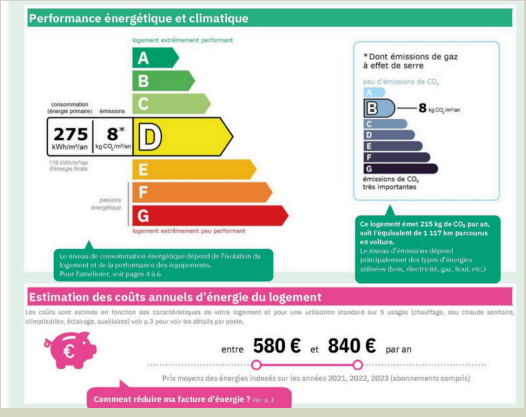 Performance énergétique et climatique
logement extrêmement performant
A
B
C
consommation
(énergie primaire)
émissions
275
kWh/m²/an
8*
kg CO₂/m²/an
D
119 kWh/m²/an
d'énergie finale
E
passoire
énergétique
F
G
logement extrêmement peu performant
Le niveau de consommation énergétique dépend de l'isolation du
logement et de la performance des équipements.
Pour l'améliorer, voir pages 4 à 6
* Dont émissions de gaz
à effet de serre
peu d'émissions de CO₂
A
B
8 kg CO₂/m²/an
C
D
E
F
G
émissions de CO₂
très importantes
Ce logement émet 215 kg de CO₂ par an,
soit l'équivalent de 1 117 km parcourus
en voiture.
Le niveau d'émissions dépend
principalement des types d'énergies
utilisées (bois, électricité, gaz, fioul, etc.)
Estimation des coûts annuels d'énergie du logement
Les coûts sont estimés en fonction des caractéristiques de votre logement et pour une utilisation standard sur 5 usages (chauffage, eau chaude sanitaire,
climatisation, éclairage, auxiliaires) voir p.3 pour voir les détails par poste.
€
entre 580 € et 840 € par an
Prix moyens des énergies indexés sur les années 2021, 2022, 2023 (abonnements compris)
Comment réduire ma facture d'énergie ? Voir p. 3